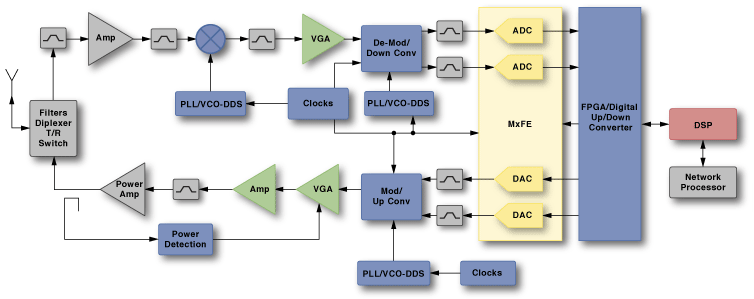 Amp
VGA
De-Mod/
Down Conv
ADC
ADC
PLL/VCO-DDS
Clocks
PLL/VCO-DDS
MxFE
FPGA/Digital
Up/Down
Converter
DSP
Network
Processor
Filters
Diplexer
T/R
Switch
Power
Amp
Amp
VGA
Mod/
Up Conv
DAC
DAC
Power
Detection
PLL/VCO-DDS
Clocks